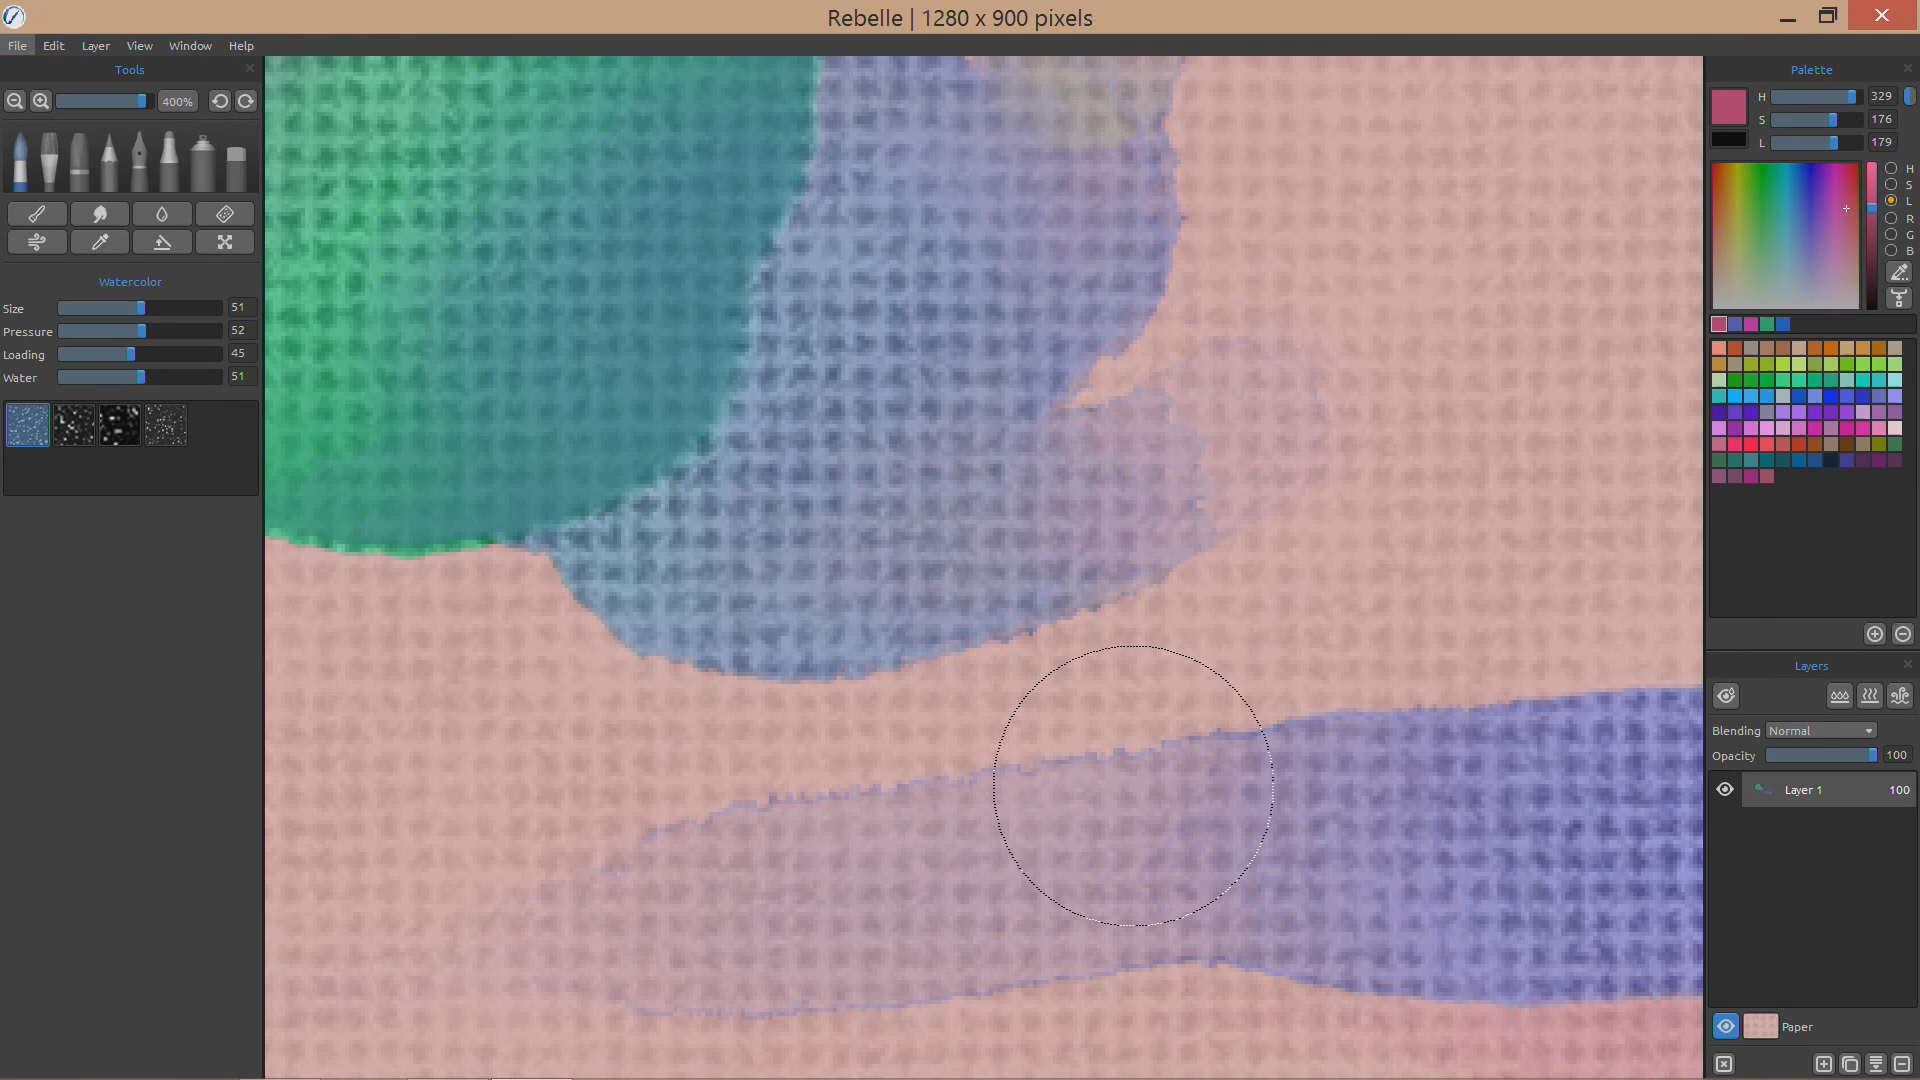 Rebelle | 1280 x 900 pixels
File Edit Layer View Window Help
Tools
400%
Watercolor
Size 51
Pressure 52
Loading 45
Water 51
Palette
H 329
S 176
L 179
H
S
L
R
G
B
Layers
Blending Normal
Opacity 100
Layer 1 100
Paper